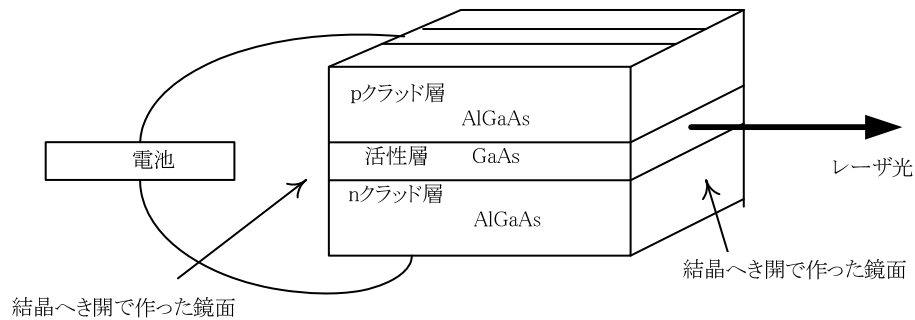 pクラッド層
AlGaAs
電池
活性層 GaAs
レーザ光
nクラッド層
AlGaAs
結晶へき開で作った鏡面
結晶へき開で作った鏡面